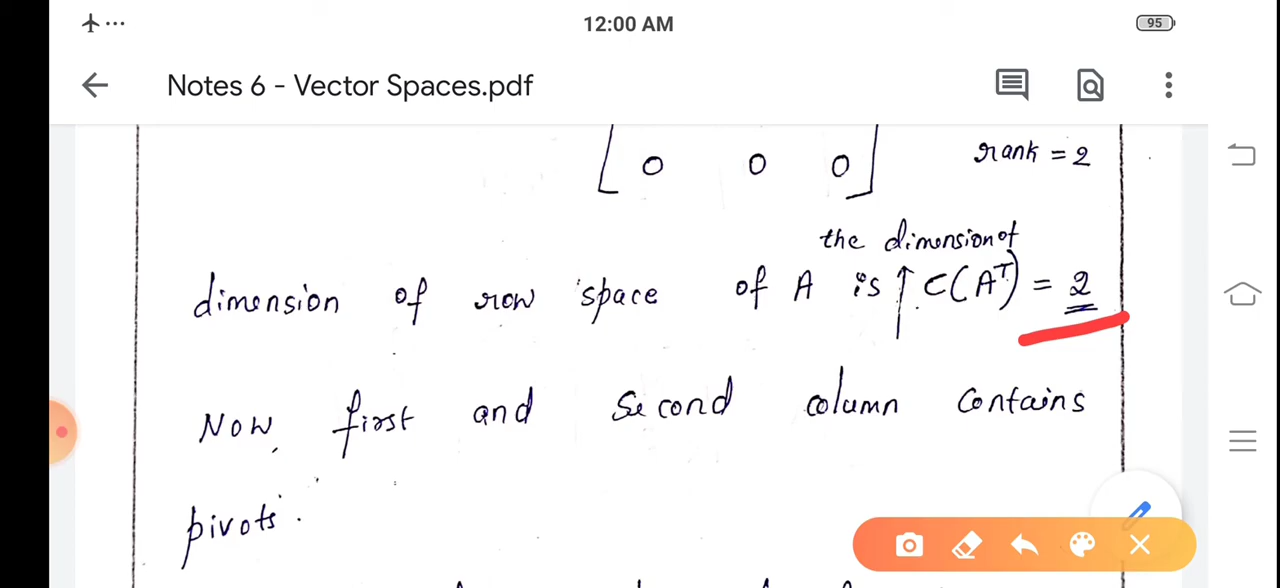 12:00 AM
95
Notes 6 - Vector Spaces.pdf
0 0 0
rank = 2
the dimension of
dimension of row space of A is ↑ C(Aᵀ) = 2
Now, first and second column contains
pivots.